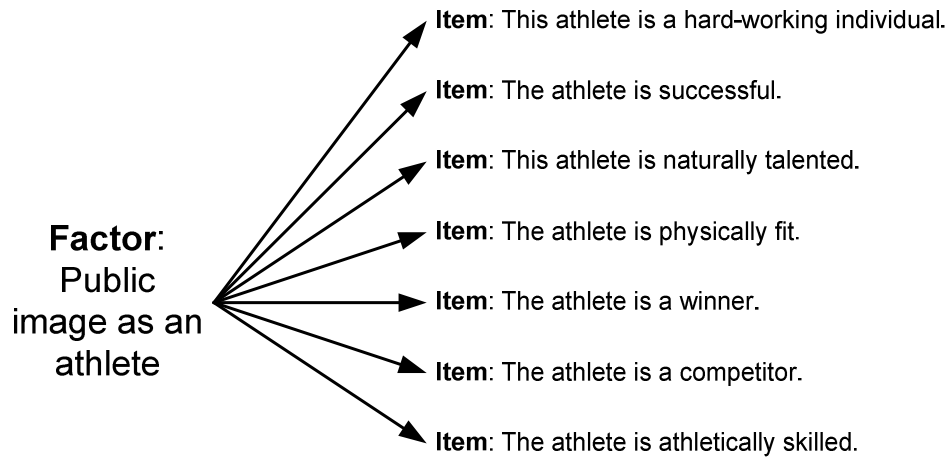 Item: This athlete is a hard-working individual.
Item: The athlete is successful.
Item: This athlete is naturally talented.
Factor:
Public
image as an
athlete
Item: The athlete is physically fit.
Item: The athlete is a winner.
Item: The athlete is a competitor.
Item: The athlete is athletically skilled.